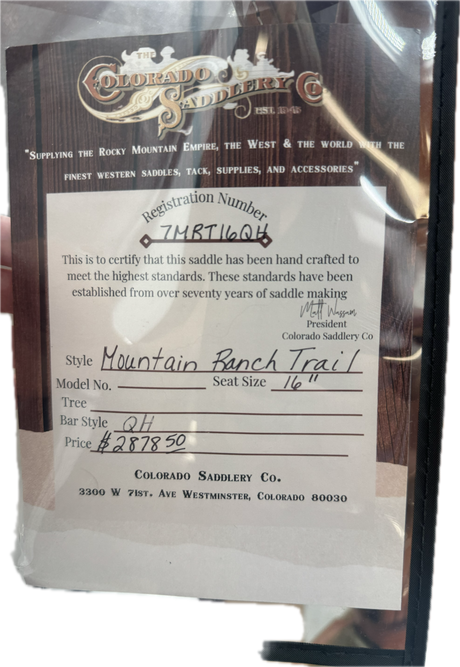 THE
COLORADO
SADDLERY CO
EST. 1945
"SUPPLYING THE ROCKY MOUNTAIN EMPIRE, THE WEST & THE WORLD WITH THE
FINEST WESTERN SADDLES, TACK, SUPPLIES, AND ACCESSORIES"
Registration Number
7MRT16QH
This is to certify that this saddle has been hand crafted to
meet the highest standards. These standards have been
established from over seventy years of saddle making
Matt Wassam
President
Colorado Saddlery Co
Style Mountain Ranch Trail
Model No. Seat Size 16"
Tree
Bar Style QH
Price $2878 50
COLORADO SADDLERY CO.
3300 W 71ST. AVE WESTMINSTER, COLORADO 80030